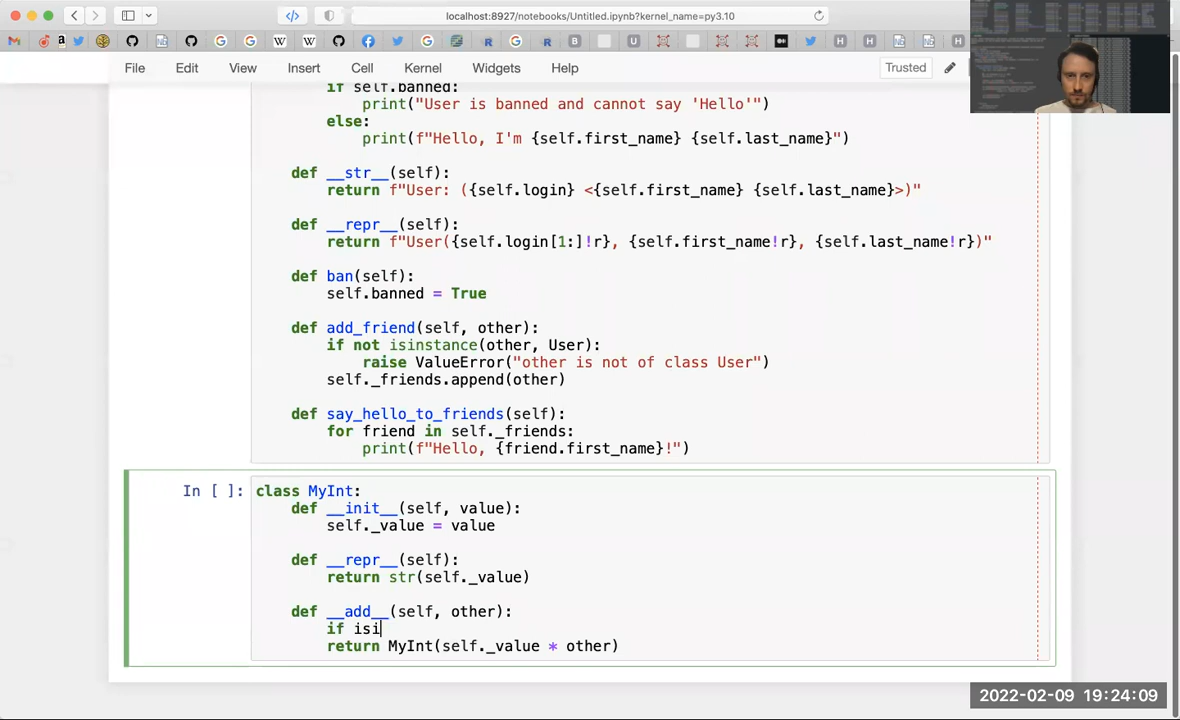 localhost:8927/notebooks/Untitled.ipynb?kernel_name=py3.10
File Edit View Insert Cell Kernel Widgets Help Trusted
if self.banned:
print("User is banned and cannot say 'Hello'")
else:
print(f"Hello, I'm {self.first_name} {self.last_name}")
def __str__(self):
return f"User: ({self.login} <{self.first_name} {self.last_name}>)"
def __repr__(self):
return f"User({self.login[1:]!r}, {self.first_name!r}, {self.last_name!r})"
def ban(self):
self.banned = True
def add_friend(self, other):
if not isinstance(other, User):
raise ValueError("other is not of class User")
self._friends.append(other)
def say_hello_to_friends(self):
for friend in self._friends:
print(f"Hello, {friend.first_name}!")
In [ ]: class MyInt:
def __init__(self, value):
self._value = value
def __repr__(self):
return str(self._value)
def __add__(self, other):
if isi
return MyInt(self._value * other)
2022-02-09 19:24:09